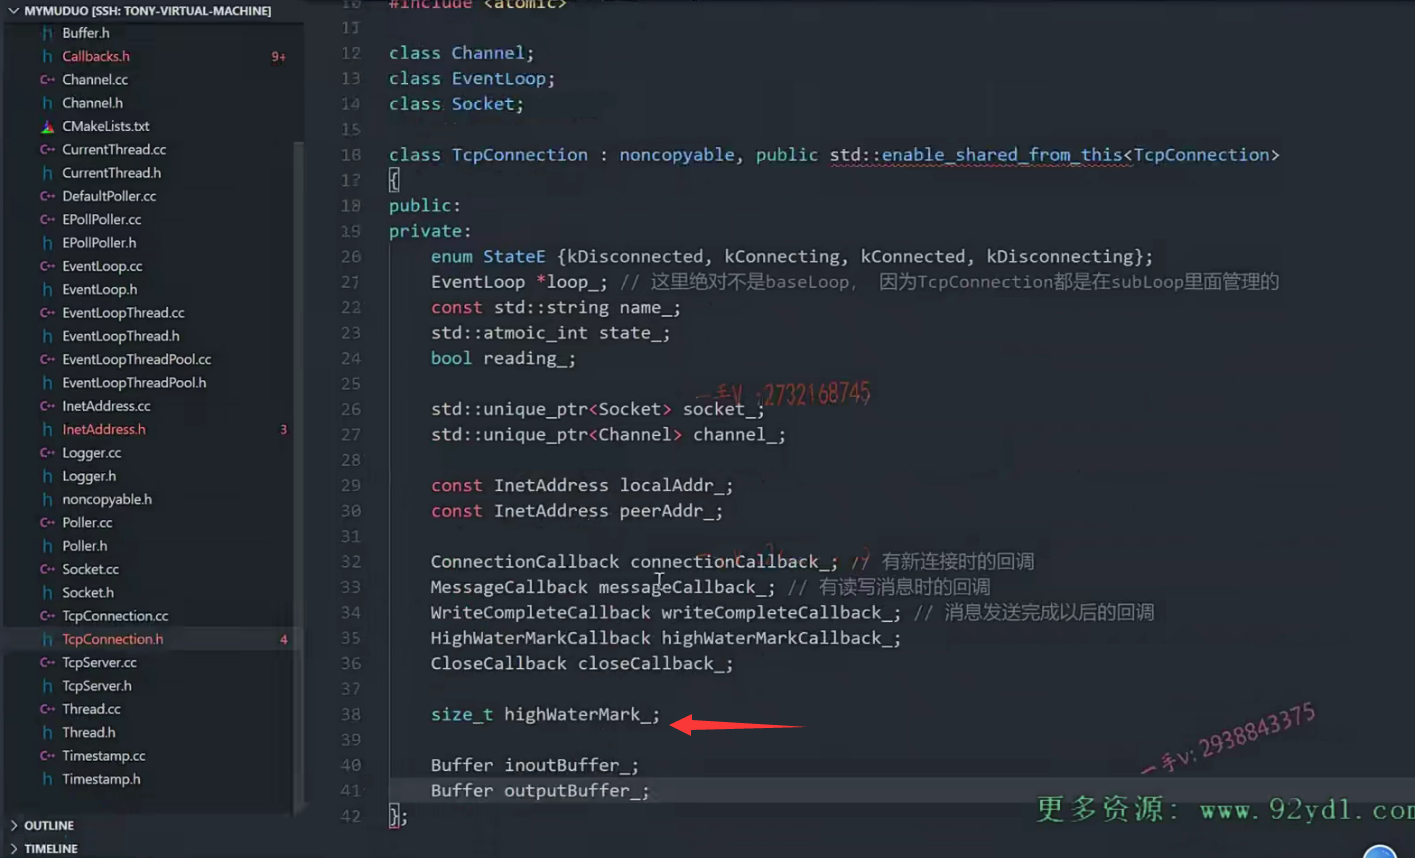 MYMUDUO [SSH: TONY-VIRTUAL-MACHINE]
Buffer.h
Callbacks.h 9+
C++ Channel.cc
Channel.h
CMakeLists.txt
C++ CurrentThread.cc
CurrentThread.h
C++ DefaultPoller.cc
C++ EPollPoller.cc
EPollPoller.h
C++ EventLoop.cc
EventLoop.h
C++ EventLoopThread.cc
EventLoopThread.h
C++ EventLoopThreadPool.cc
EventLoopThreadPool.h
C++ InetAddress.cc
InetAddress.h 3
C++ Logger.cc
Logger.h
noncopyable.h
C++ Poller.cc
Poller.h
C++ Socket.cc
Socket.h
C++ TcpConnection.cc
TcpConnection.h 4
C++ TcpServer.cc
TcpServer.h
C++ Thread.cc
Thread.h
C++ Timestamp.cc
Timestamp.h
OUTLINE
TIMELINE
10 #include <atomic>
11
12 class Channel;
13 class EventLoop;
14 class Socket;
15
16 class TcpConnection : noncopyable, public std::enable_shared_from_this<TcpConnection>
17 {
18 public:
19 private:
20 enum StateE {kDisconnected, kConnecting, kConnected, kDisconnecting};
21 EventLoop *loop_; // 这里绝对不是baseLoop, 因为TcpConnection都是在subLoop里面管理的
22 const std::string name_;
23 std::atmoic_int state_;
24 bool reading_;
25
26 std::unique_ptr<Socket> socket_;
27 std::unique_ptr<Channel> channel_;
28
29 const InetAddress localAddr_;
30 const InetAddress peerAddr_;
31
32 ConnectionCallback connectionCallback_; // 有新连接时的回调
33 MessageCallback messageCallback_; // 有读写消息时的回调
34 WriteCompleteCallback writeCompleteCallback_; // 消息发送完成以后的回调
35 HighWaterMarkCallback highWaterMarkCallback_;
36 CloseCallback closeCallback_;
37
38 size_t highWaterMark_;
39
40 Buffer inoutBuffer_;
41 Buffer outputBuffer_;
42 };
一手V :2732168745
一手V:2938843375
更多资源: www.92ydl.com